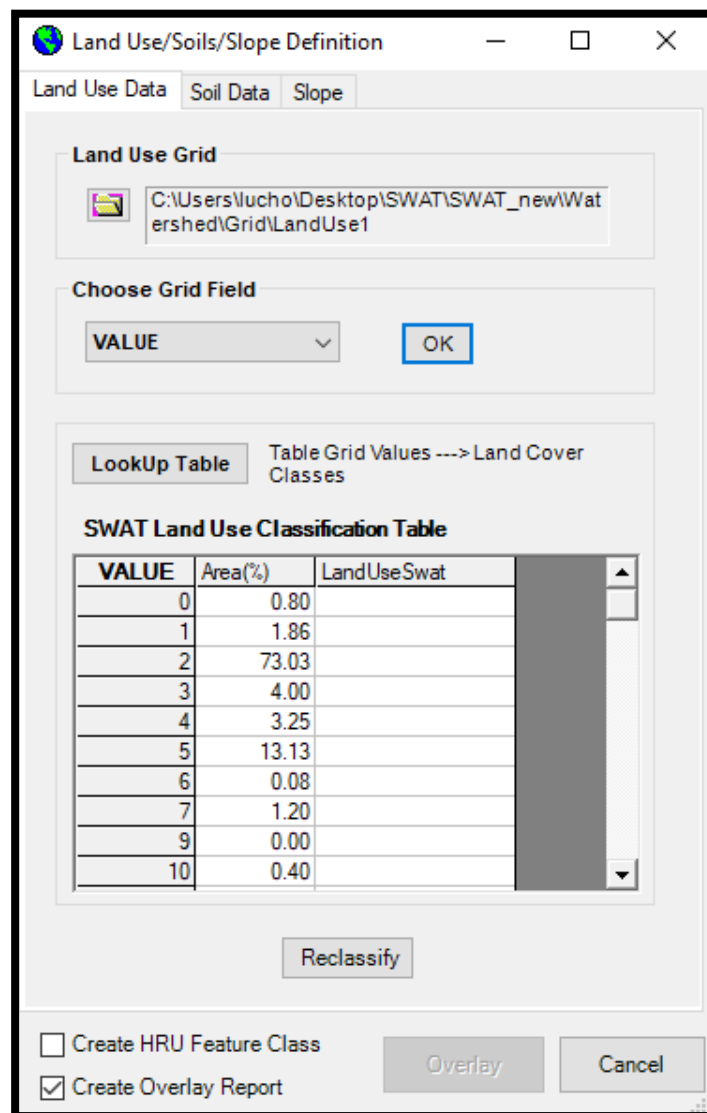 Land Use/Soils/Slope Definition
Land Use Data Soil Data Slope
Land Use Grid
C:\Users\lucho\Desktop\SWAT\SWAT_new\Wat
ershed\Grid\LandUse1
Choose Grid Field
VALUE OK
LookUp Table
Table Grid Values ---> Land Cover
Classes
SWAT Land Use Classification Table
VALUE Area(%) LandUseSwat
0 0.80
1 1.86
2 73.03
3 4.00
4 3.25
5 13.13
6 0.08
7 1.20
9 0.00
10 0.40
Reclassify
Create HRU Feature Class
Create Overlay Report
Overlay Cancel